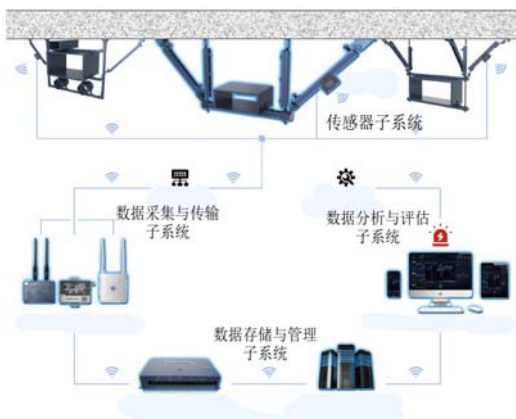 传感器子系统
数据采集与传输
子系统
数据分析与评估
子系统
数据存储与管理
子系统